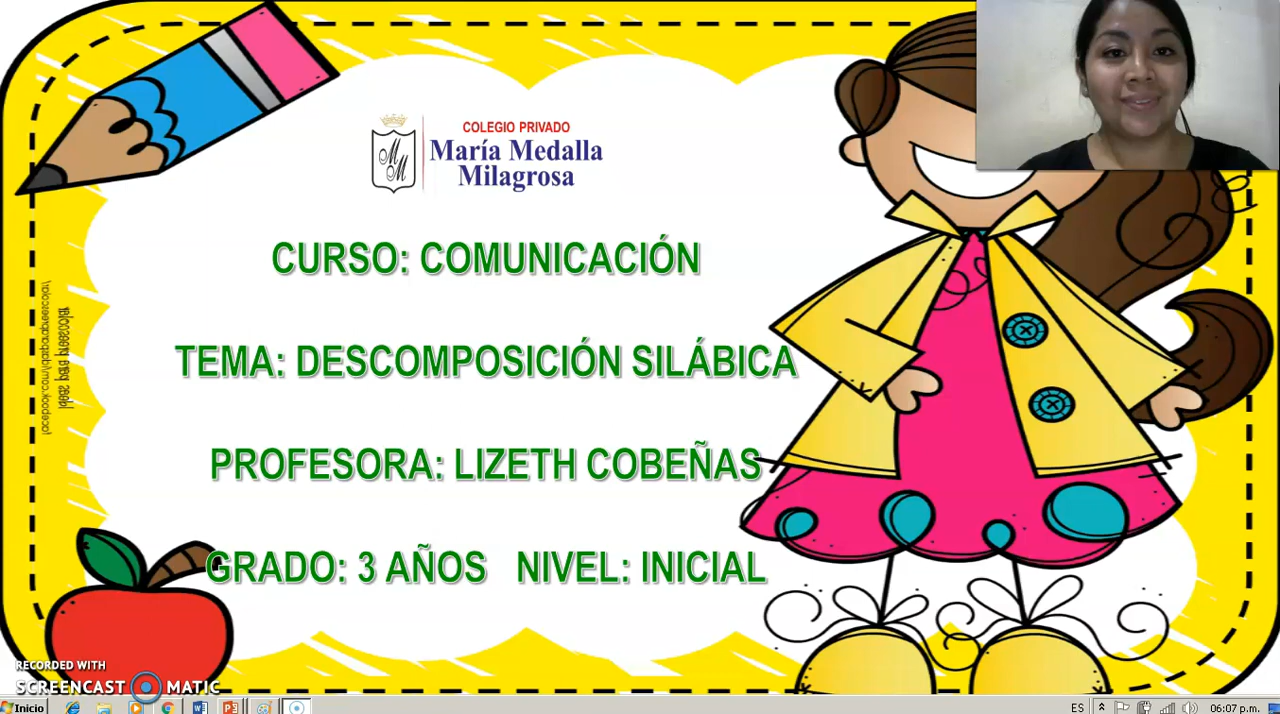 COLEGIO PRIVADO
María Medalla
Milagrosa
MM
CURSO: COMUNICACIÓN
TEMA: DESCOMPOSICIÓN SILÁBICA
PROFESORA: LIZETH COBEÑAS
GRADO: 3 AÑOS NIVEL: INICIAL
RECORDED WITH
SCREENCAST MATIC
Inicio
ES
06:07 p.m.